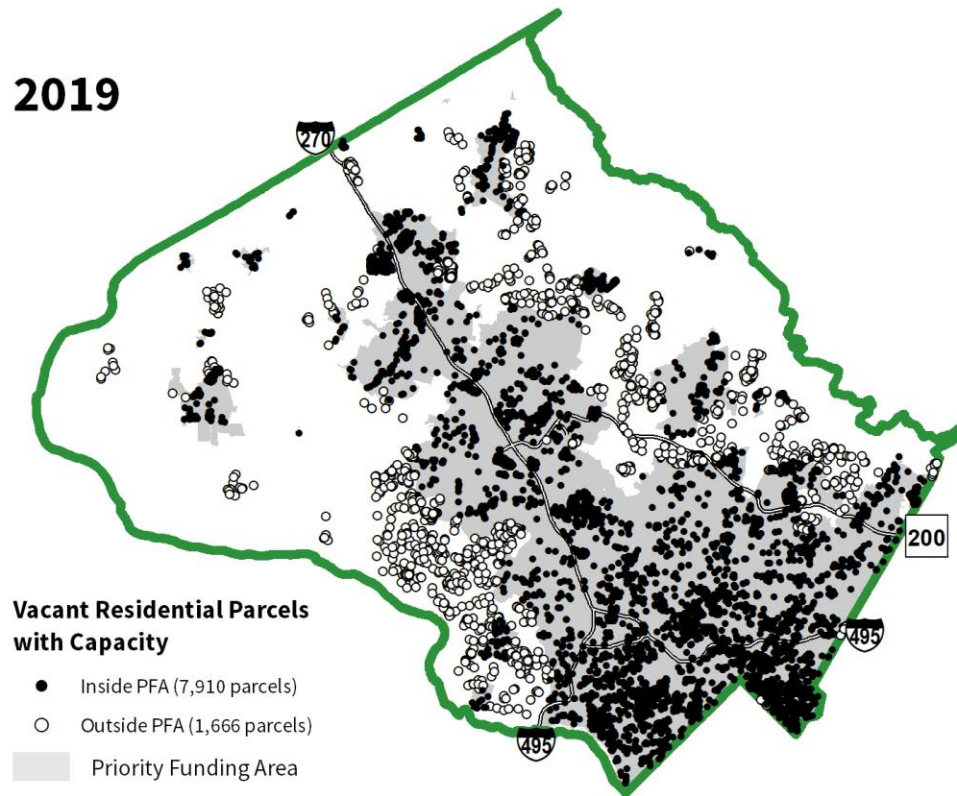 2019
270
200
495
495
Vacant Residential Parcels
with Capacity
Inside PFA (7,910 parcels)
Outside PFA (1,666 parcels)
Priority Funding Area